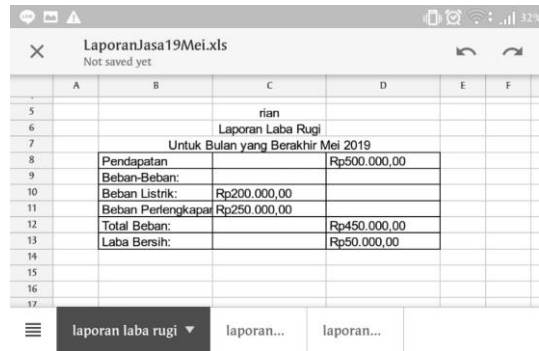 32%
LaporanJasa19Mei.xls
Not saved yet
A B C D E F
5 rian
6 Laporan Laba Rugi
7 Untuk Bulan yang Berakhir Mei 2019
8 Pendapatan Rp500.000,00
9 Beban-Beban:
10 Beban Listrik: Rp200.000,00
11 Beban Perlengkapan Rp250.000,00
12 Total Beban: Rp450.000,00
13 Laba Bersih: Rp50.000,00
14
15
16
17
laporan laba rugi laporan... laporan...